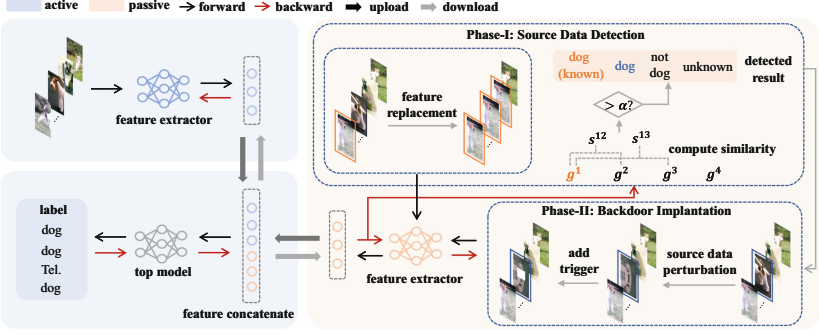 active passive forward backward upload download
Phase-I: Source Data Detection
feature extractor
feature
replacement
dog
(known)
dog
not
dog
unknown
detected
result
> α?
s¹² s¹³
compute similarity
g¹ g² g³ g⁴
label
dog
dog
Tel.
dog
top model
feature concatenate
feature extractor
Phase-II: Backdoor Implantation
add
trigger
source data
perturbation